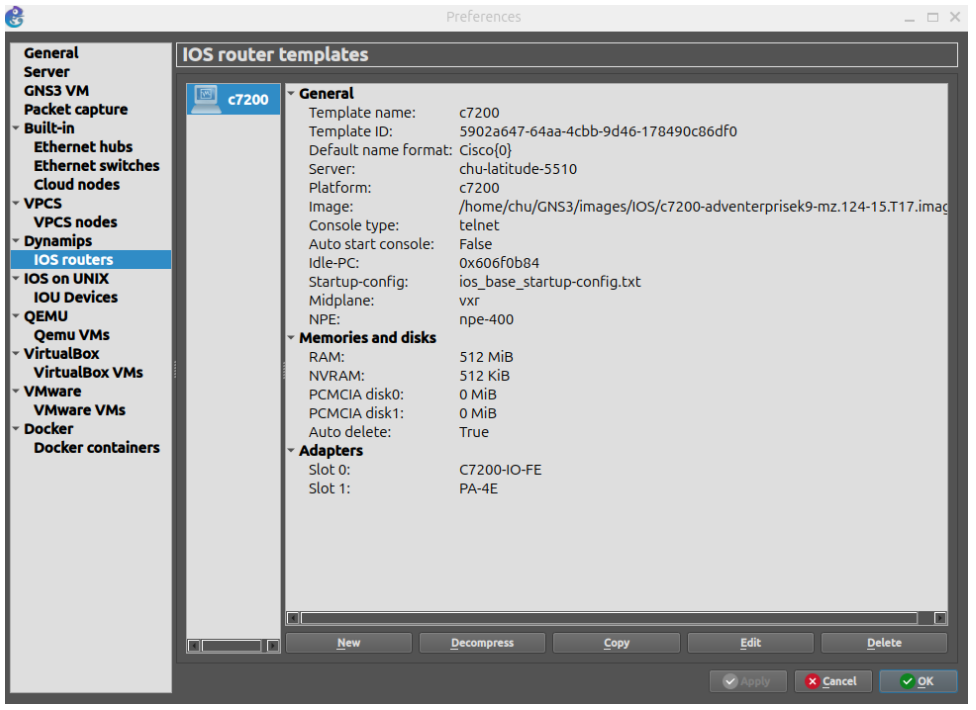 Preferences
General
Server
GNS3 VM
Packet capture
Built-in
Ethernet hubs
Ethernet switches
Cloud nodes
VPCS
VPCS nodes
Dynamips
IOS routers
IOS on UNIX
IOU Devices
QEMU
Qemu VMs
VirtualBox
VirtualBox VMs
VMware
VMware VMs
Docker
Docker containers
IOS router templates
c7200
General
Template name: c7200
Template ID: 5902a647-64aa-4cbb-9d46-178490c86df0
Default name format: Cisco{0}
Server: chu-latitude-5510
Platform: c7200
Image: /home/chu/GNS3/images/IOS/c7200-adventerprisek9-mz.124-15.T17.imag
Console type: telnet
Auto start console: False
Idle-PC: 0x606f0b84
Startup-config: ios_base_startup-config.txt
Midplane: vxr
NPE: npe-400
Memories and disks
RAM: 512 MiB
NVRAM: 512 KiB
PCMCIA disk0: 0 MiB
PCMCIA disk1: 0 MiB
Auto delete: True
Adapters
Slot 0: C7200-IO-FE
Slot 1: PA-4E
New Decompress Copy Edit Delete
Apply Cancel OK